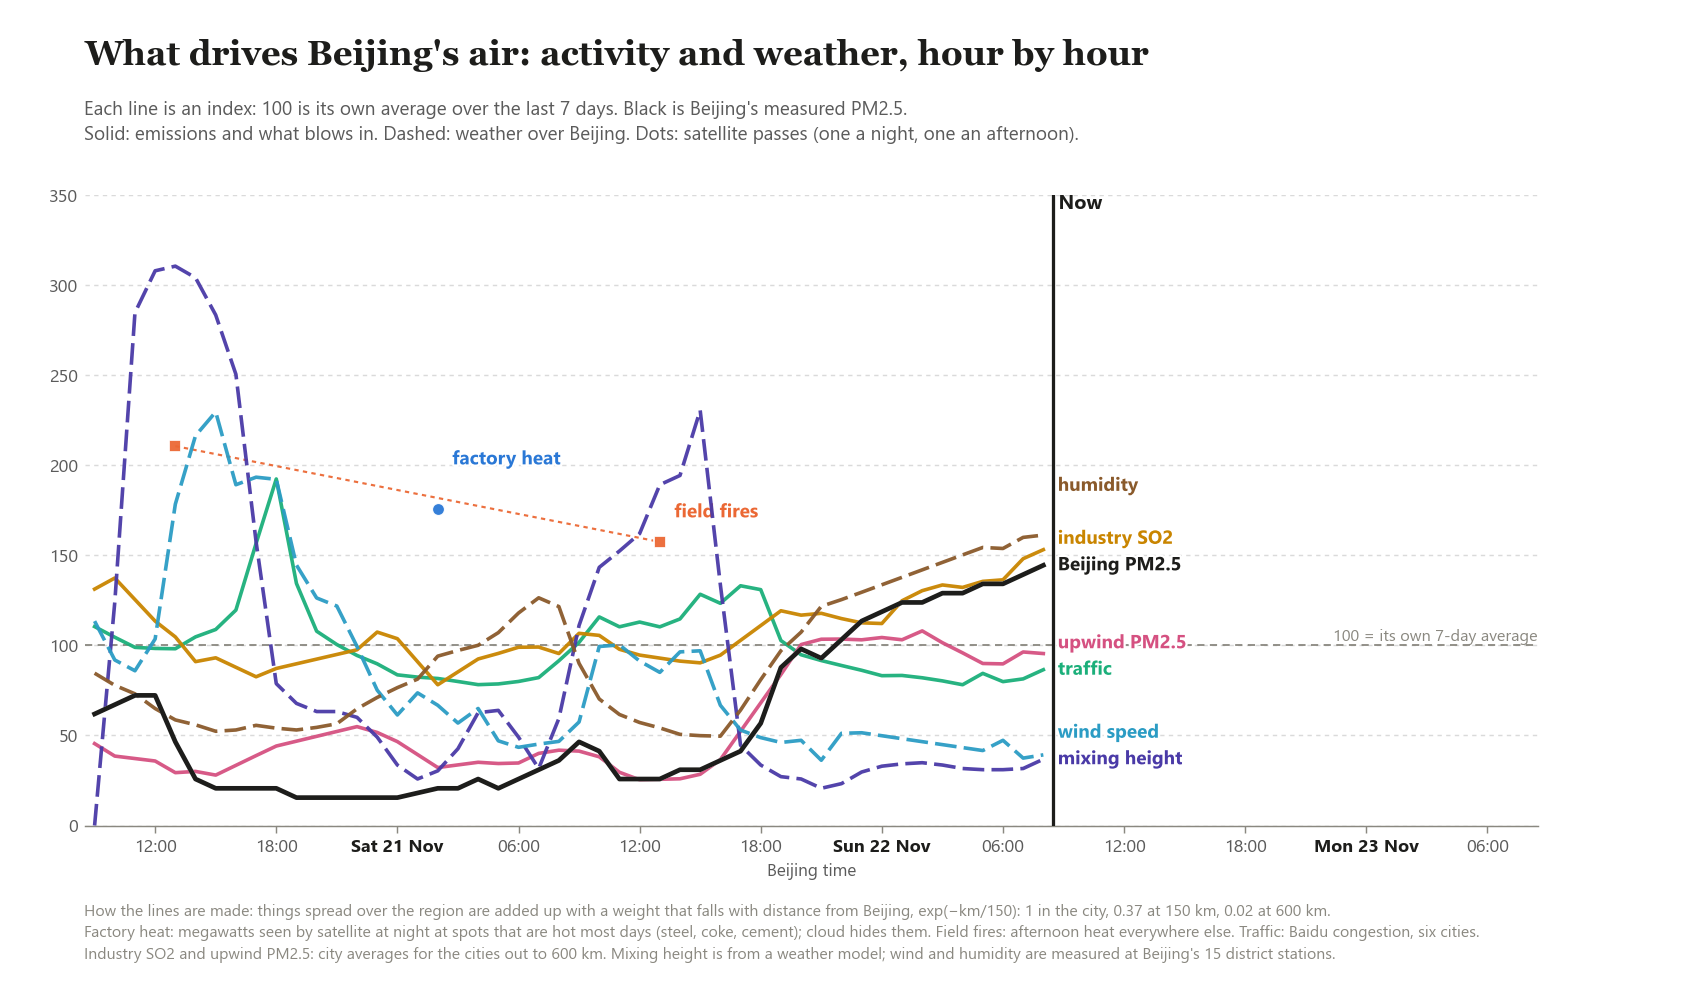 What drives Beijing's air: activity and weather, hour by hour
Each line is an index: 100 is its own average over the last 7 days. Black is Beijing's measured PM2.5.
Solid: emissions and what blows in. Dashed: weather over Beijing. Dots: satellite passes (one a night, one an afternoon).
350
Now
300
250
200
factory heat
humidity
field fires
150
industry SO2
Beijing PM2.5
100
upwind PM2.5
100 = its own 7-day average
traffic
50
wind speed
mixing height
0
12:00 18:00 Sat 21 Nov 06:00 12:00 18:00 Sun 22 Nov 06:00 12:00 18:00 Mon 23 Nov 06:00
Beijing time
How the lines are made: things spread over the region are added up with a weight that falls with distance from Beijing, exp(−km/150): 1 in the city, 0.37 at 150 km, 0.02 at 600 km.
Factory heat: megawatts seen by satellite at night at spots that are hot most days (steel, coke, cement); cloud hides them. Field fires: afternoon heat everywhere else. Traffic: Baidu congestion, six cities.
Industry SO2 and upwind PM2.5: city averages for the cities out to 600 km. Mixing height is from a weather model; wind and humidity are measured at Beijing's 15 district stations.